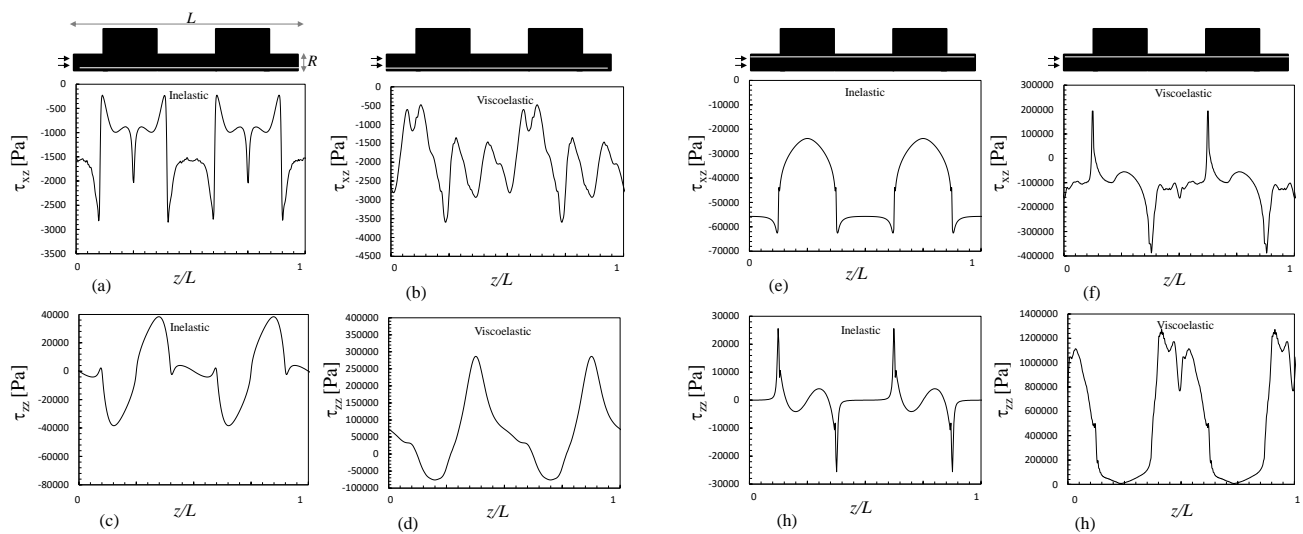 L
R
0
-500
-1000
-1500
-2000
-2500
-3000
-3500
τxz [Pa]
Inelastic
0 1
z/L
(a)
0
-500
-1000
-1500
-2000
-2500
-3000
-3500
-4000
-4500
τxz [Pa]
Viscoelastic
0 1
z/L
(b)
0
-10000
-20000
-30000
-40000
-50000
-60000
-70000
τxz [Pa]
Inelastic
0 1
z/L
(e)
300000
200000
100000
0
-100000
-200000
-300000
-400000
τxz [Pa]
Viscoelastic
0 1
z/L
(f)
40000
20000
0
-20000
-40000
-60000
-80000
τzz [Pa]
Inelastic
0 1
z/L
(c)
400000
350000
300000
250000
200000
150000
100000
50000
0
-50000
-100000
τzz [Pa]
Viscoelastic
0 1
z/L
(d)
30000
20000
10000
0
-10000
-20000
-30000
τzz [Pa]
Inelastic
0 1
z/L
(h)
1400000
1200000
1000000
800000
600000
400000
200000
0
τzz [Pa]
Viscoelastic
0 1
z/L
(h)